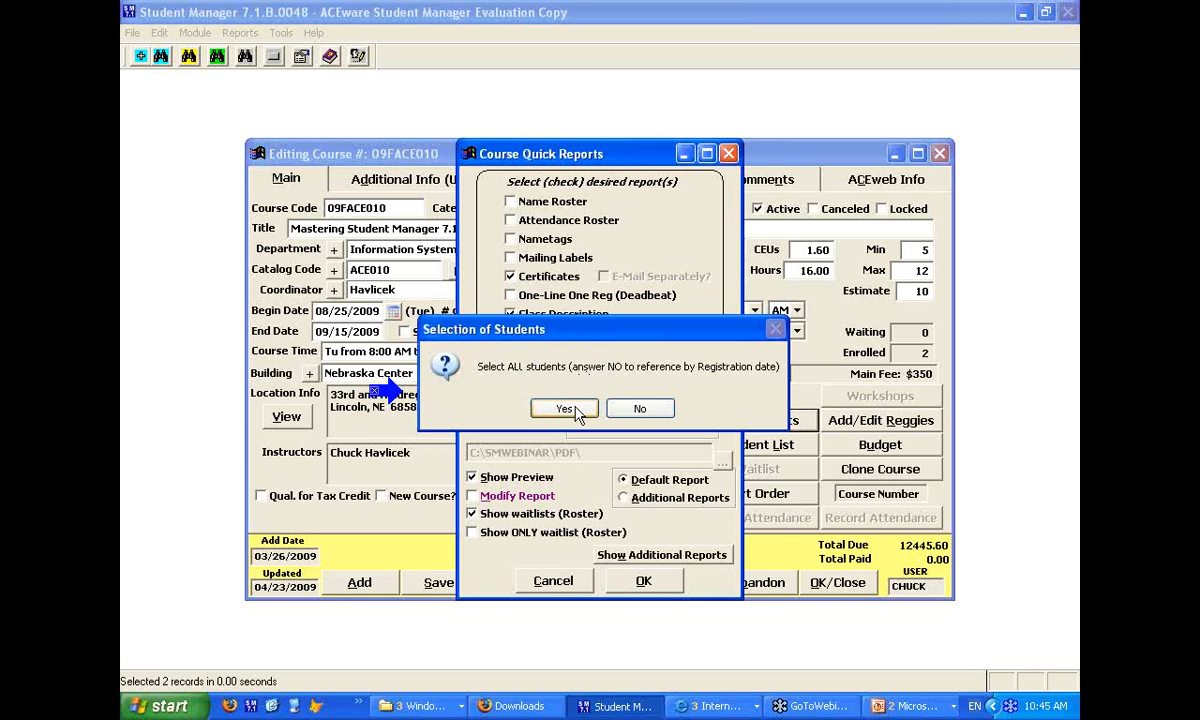 Student Manager 7.1.B.0048 - ACEware Student Manager Evaluation Copy
File Edit Module Reports Tools Help
Editing Course #: 09FACE010
Main
Additional Info (U
omments
ACEweb Info
Course Code
09FACE010
Cate
Active
Canceled
Locked
Title
Mastering Student Manager 7.1
Department
+
Information System
CEUs
1.60
Min
5
Catalog Code
+
ACE010
Hours
16.00
Max
12
Coordinator
+
Havlicek
Estimate
10
Begin Date
08/25/2009
(Tue)
# o
AM
End Date
09/15/2009
S
Waiting
0
Course Time
Tu from 8:00 AM t
Enrolled
2
Building
+
Nebraska Center
Main Fee: $350
Location Info
Lincoln, NE 6858
View
Workshops
ts
Add/Edit Reggies
Instructors
Chuck Havlicek
dent List
Budget
aitlist
Clone Course
rt Order
Course Number
Qual. for Tax Credit
New Course?
Attendance
Record Attendance
Add Date
03/26/2009
Total Due
12445.60
Total Paid
0.00
Updated
04/23/2009
Add
Save
bandon
OK/Close
USER
CHUCK
Course Quick Reports
Select (check) desired report(s)
Name Roster
Attendance Roster
Nametags
Mailing Labels
Certificates
E-Mail Separately?
One-Line One Reg (Deadbeat)
Class Description
Selection of Students
Select ALL students (answer NO to reference by Registration date)
Yes
No
C:\SMWEBINAR\PDF\
...
Show Preview
Default Report
Modify Report
Additional Reports
Show waitlists (Roster)
Show ONLY waitlist (Roster)
Show Additional Reports
Cancel
OK
Selected 2 records in 0.00 seconds
start
»
3 Windo...
Downloads
Student M...
3 Intern...
GoToWebi...
2 Micros...
»
EN
10:45 AM